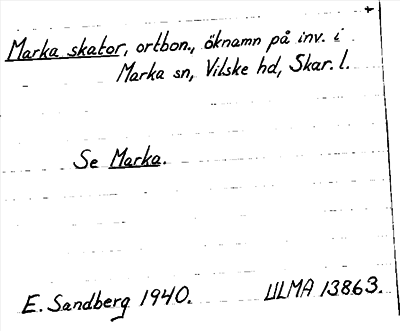 Marka skator, ortbon., öknamn på inv. i
Marka sn, Vilske hd, Skar. l.
Se Marka.
E. Sandberg 1940. ULMA 13863.